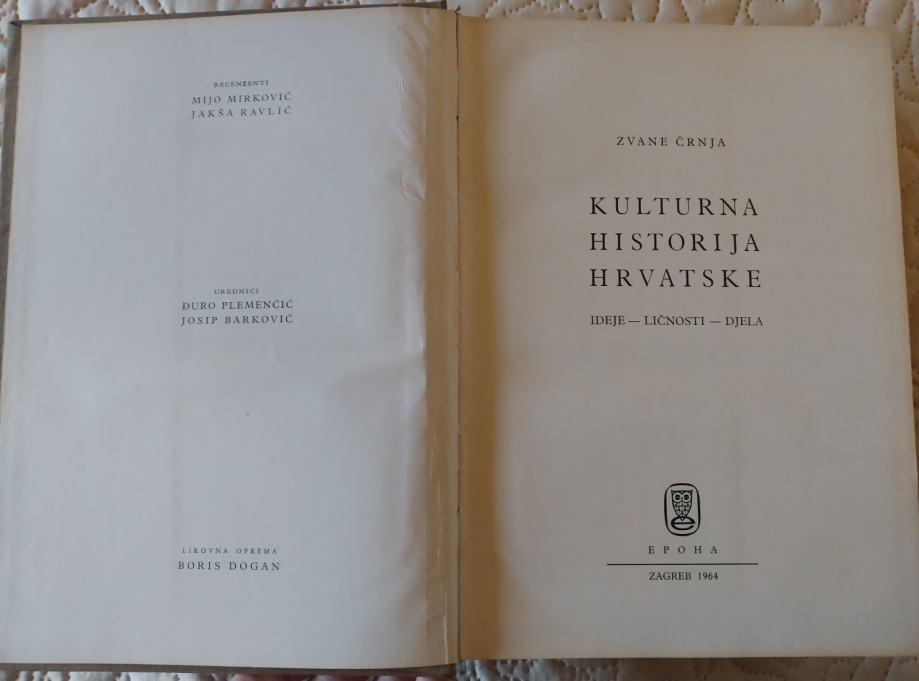 RECENZENTI
MIJO MIRKOVIĆ
JAKŠA RAVLIĆ
UREDNICI
ĐURO PLEMENČIĆ
JOSIP BARKOVIĆ
LIKOVNA OPREMA
BORIS DOGAN
ZVANE ČRNJA
KULTURNA
HISTORIJA
HRVATSKE
IDEJE — LIČNOSTI — DJELA
EPOHA
ZAGREB 1964